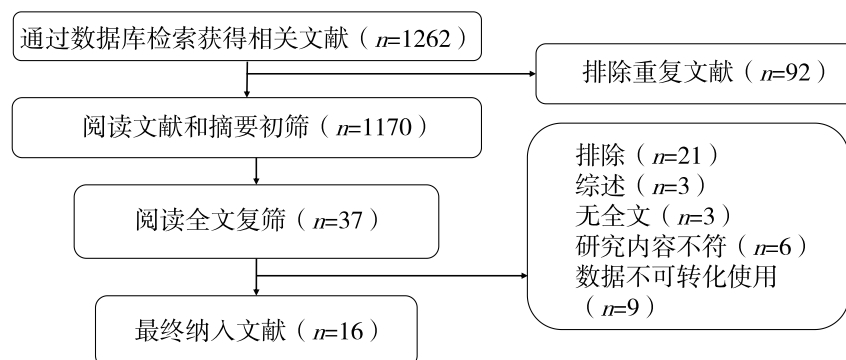 通过数据库检索获得相关文献（n=1262）
排除重复文献（n=92）
阅读文献和摘要初筛（n=1170）
排除（n=21）
综述（n=3）
无全文（n=3）
研究内容不符（n=6）
数据不可转化使用
（n=9）
阅读全文复筛（n=37）
最终纳入文献（n=16）